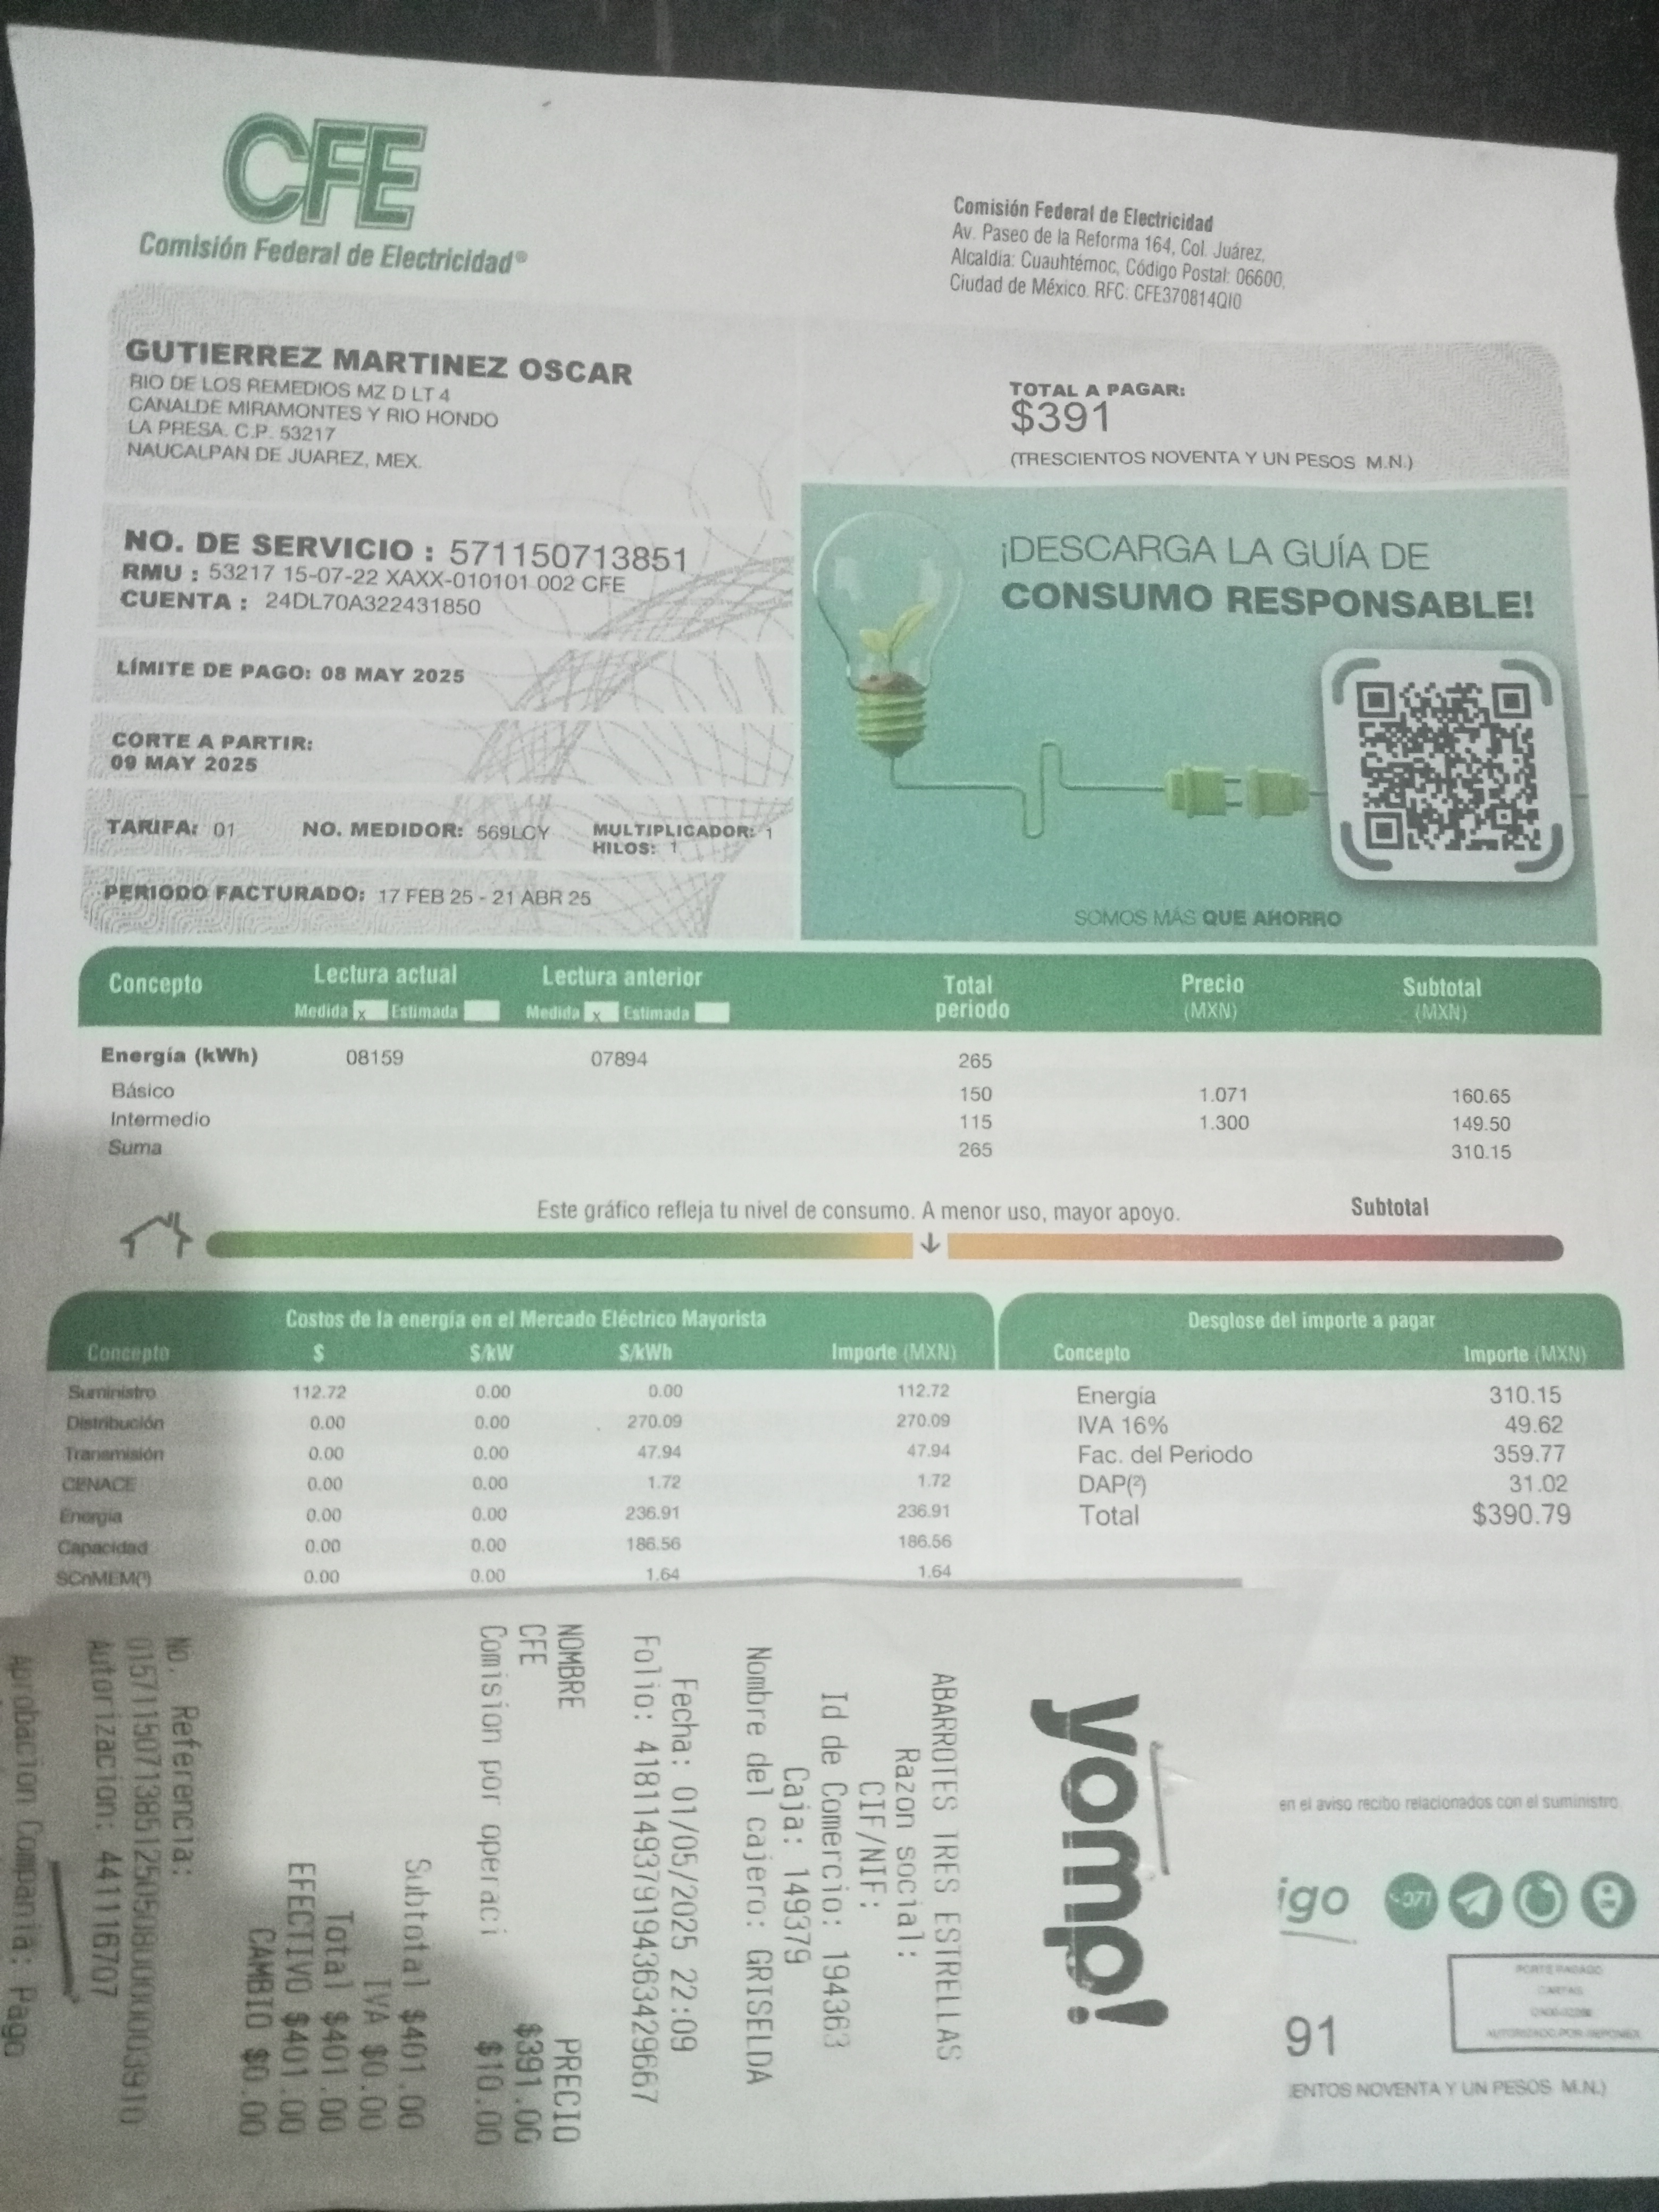 CFE
Comisión Federal de Electricidad®
Comisión Federal de Electricidad
Av. Paseo de la Reforma 164, Col. Juárez,
Alcaldía: Cuauhtémoc, Código Postal: 06600,
Ciudad de México. RFC: CFE370814QI0
GUTIERREZ MARTINEZ OSCAR
RIO DE LOS REMEDIOS MZ D LT 4
CANALDE MIRAMONTES Y RIO HONDO
LA PRESA. C.P. 53217
NAUCALPAN DE JUAREZ, MEX.
TOTAL A PAGAR:
$391
(TRESCIENTOS NOVENTA Y UN PESOS M.N.)
NO. DE SERVICIO : 571150713851
RMU : 53217 15-07-22 XAXX-010101 002 CFE
CUENTA : 24DL70A322431850
LÍMITE DE PAGO: 08 MAY 2025
CORTE A PARTIR:
09 MAY 2025
TARIFA: 01 NO. MEDIDOR: 569LCY MULTIPLICADOR: 1
HILOS: 1
PERIODO FACTURADO: 17 FEB 25 - 21 ABR 25
¡DESCARGA LA GUÍA DE
CONSUMO RESPONSABLE!
SOMOS MÁS QUE AHORRO
Concepto Lectura actual Lectura anterior Total periodo Precio (MXN) Subtotal (MXN)
Medida x Estimada Medida x Estimada
Energía (kWh) 08159 07894 265
Básico 150 1.071 160.65
Intermedio 115 1.300 149.50
Suma 265 310.15
Este gráfico refleja tu nivel de consumo. A menor uso, mayor apoyo. Subtotal
Costos de la energía en el Mercado Eléctrico Mayorista
Concepto $ $/kW $/kWh Importe (MXN)
Suministro 112.72 0.00 0.00 112.72
Distribución 0.00 0.00 270.09 270.09
Transmisión 0.00 0.00 47.94 47.94
CENACE 0.00 0.00 1.72 1.72
Energía 0.00 0.00 236.91 236.91
Capacidad 0.00 0.00 186.56 186.56
SCnMEM(¹) 0.00 0.00 1.64 1.64
Desglose del importe a pagar
Concepto Importe (MXN)
Energía 310.15
IVA 16% 49.62
Fac. del Periodo 359.77
DAP(²) 31.02
Total $390.79
yomp!
ABARROTES TRES ESTRELLAS
Razon social:
CIF/NIF:
Id de Comercio: 194363
Caja: 149379
Nombre del cajero: GRISELDA
Fecha: 01/05/2025 22:09
Folio: 4181149379194363429667
NOMBRE PRECIO
CFE $391.00
Comision por operaci $10.00
Subtotal $401.00
IVA $0.00
Total $401.00
EFECTIVO $401.00
CAMBIO $0.00
No. Referencia:
015711507138512505080000003910
Autorizacion: 441116707
Aprobacion Compania: Pago
en el aviso recibo relacionados con el suministro
igo
071
PORTE PAGADO
CARTAS
91
ENTOS NOVENTA Y UN PESOS M.N.)